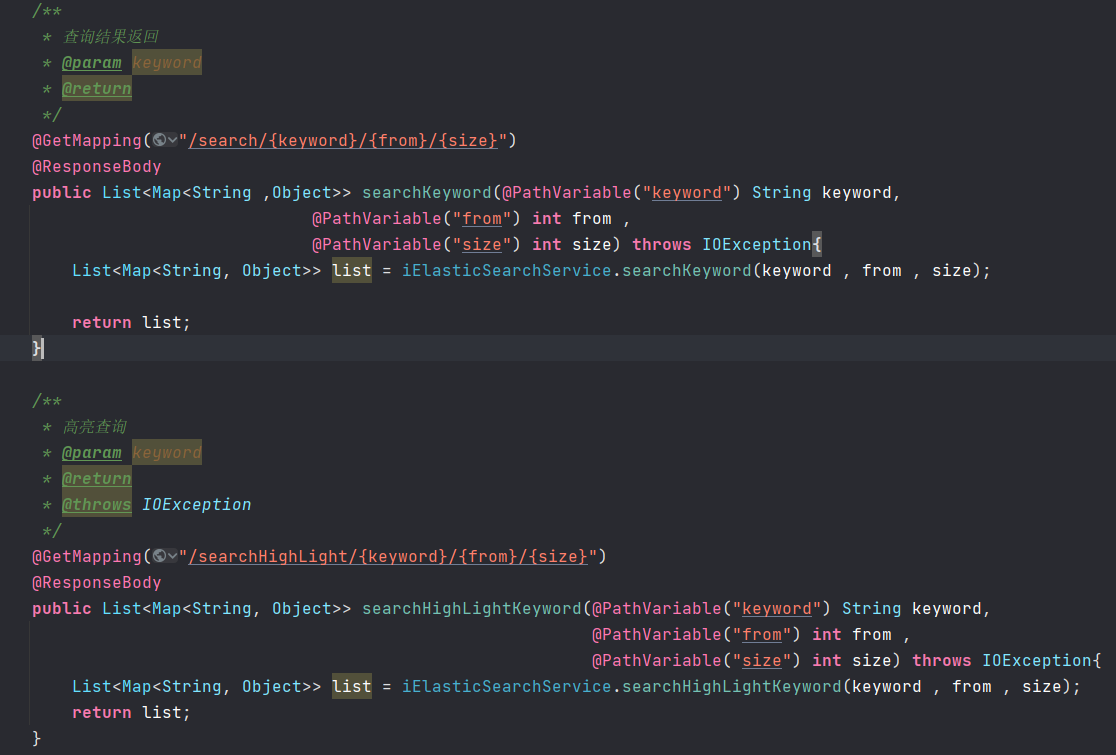 /**
 * 查询结果返回
 * @param keyword
 * @return
 */
@GetMapping("/search/{keyword}/{from}/{size}")
@ResponseBody
public List<Map<String ,Object>> searchKeyword(@PathVariable("keyword") String keyword,
                            @PathVariable("from") int from ,
                            @PathVariable("size") int size) throws IOException{
    List<Map<String, Object>> list = iElasticSearchService.searchKeyword(keyword , from , size);

    return list;
}

/**
 * 高亮查询
 * @param keyword
 * @return
 * @throws IOException
 */
@GetMapping("/searchHighLight/{keyword}/{from}/{size}")
@ResponseBody
public List<Map<String, Object>> searchHighLightKeyword(@PathVariable("keyword") String keyword,
                                                        @PathVariable("from") int from ,
                                                        @PathVariable("size") int size) throws IOException{
    List<Map<String, Object>> list = iElasticSearchService.searchHighLightKeyword(keyword , from , size);
    return list;
}